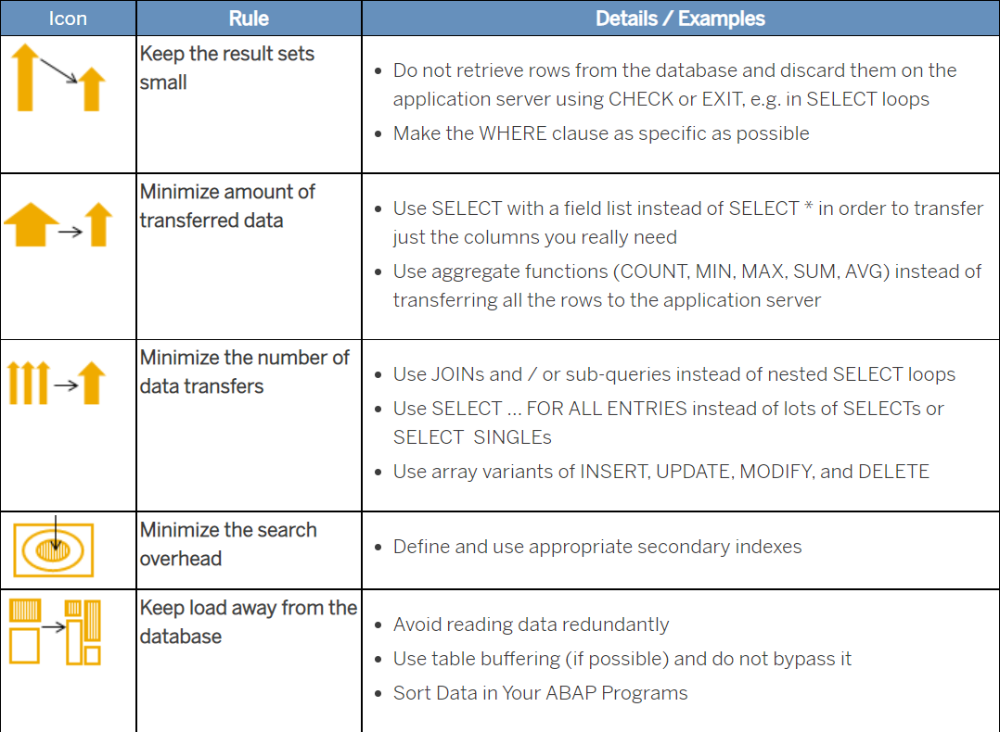 Icon
Rule
Details / Examples
Keep the result sets
small
• Do not retrieve rows from the database and discard them on the
application server using CHECK or EXIT, e.g. in SELECT loops
• Make the WHERE clause as specific as possible
Minimize amount of
transferred data
• Use SELECT with a field list instead of SELECT * in order to transfer
just the columns you really need
• Use aggregate functions (COUNT, MIN, MAX, SUM, AVG) instead of
transferring all the rows to the application server
Minimize the number of
data transfers
• Use JOINs and / or sub-queries instead of nested SELECT loops
• Use SELECT ... FOR ALL ENTRIES instead of lots of SELECTs or
SELECT  SINGLEs
• Use array variants of INSERT, UPDATE, MODIFY, and DELETE
Minimize the search
overhead
• Define and use appropriate secondary indexes
Keep load away from the
database
• Avoid reading data redundantly
• Use table buffering (if possible) and do not bypass it
• Sort Data in Your ABAP Programs